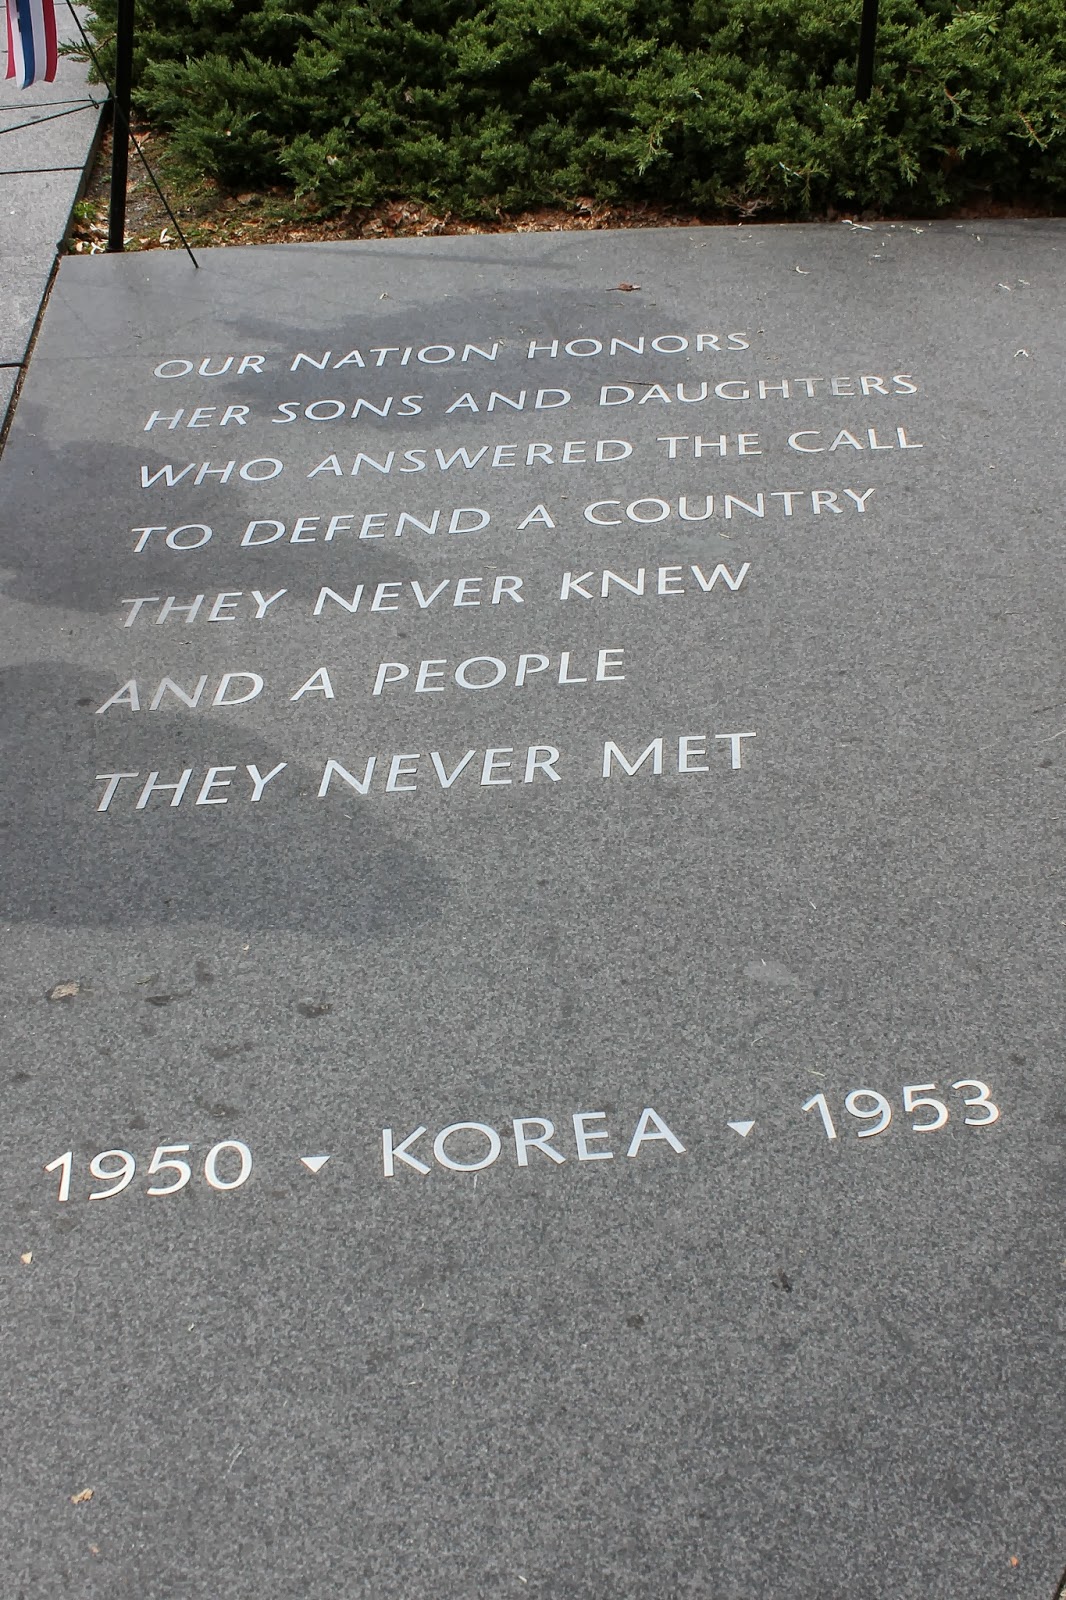 OUR NATION HONORS
HER SONS AND DAUGHTERS
WHO ANSWERED THE CALL
TO DEFEND A COUNTRY
THEY NEVER KNEW
AND A PEOPLE
THEY NEVER MET
1950 ▾ KOREA ▾ 1953